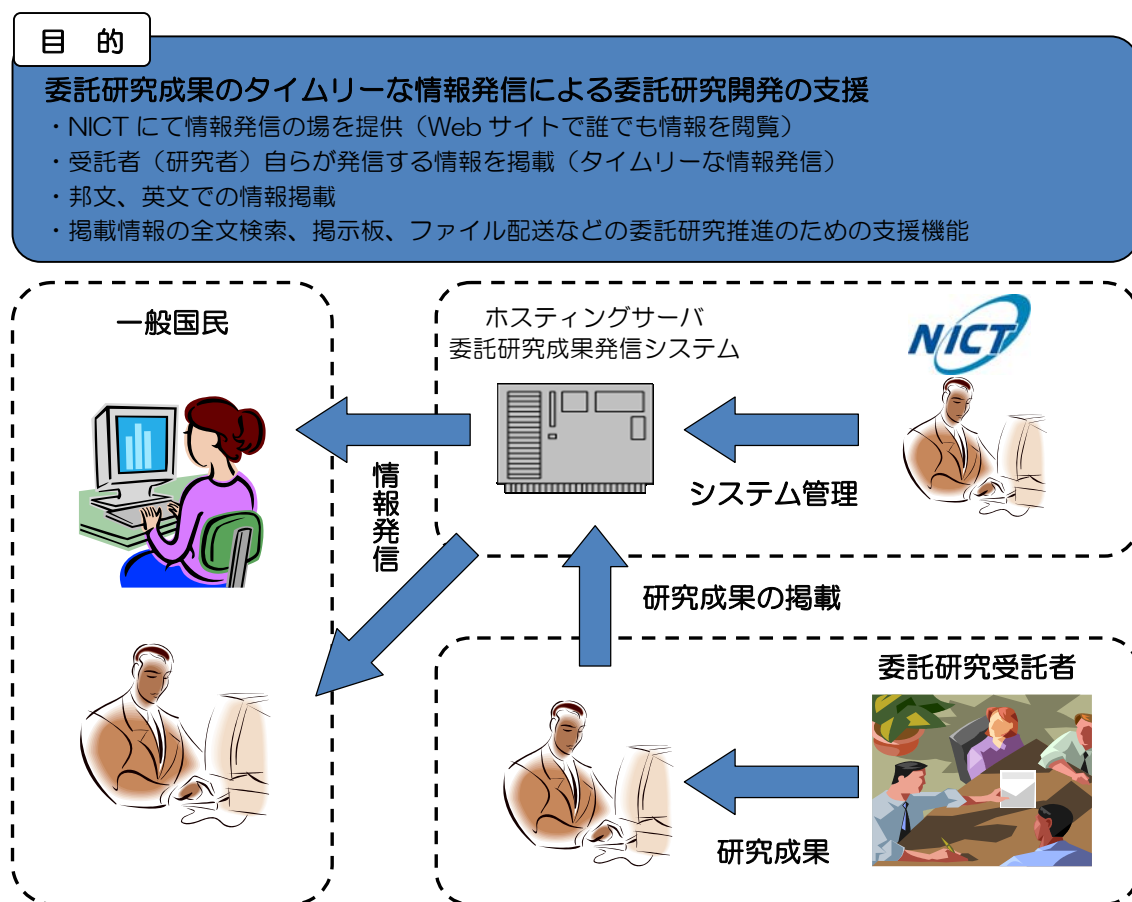 目 的
委託研究成果のタイムリーな情報発信による委託研究開発の支援
・NICT にて情報発信の場を提供（Web サイトで誰でも情報を閲覧）
・受託者（研究者）自らが発信する情報を掲載（タイムリーな情報発信）
・邦文、英文での情報掲載
・掲載情報の全文検索、掲示板、ファイル配送などの委託研究推進のための支援機能
一般国民
ホスティングサーバ
委託研究成果発信システム
NICT
情報発信
システム管理
研究成果の掲載
委託研究受託者
研究成果